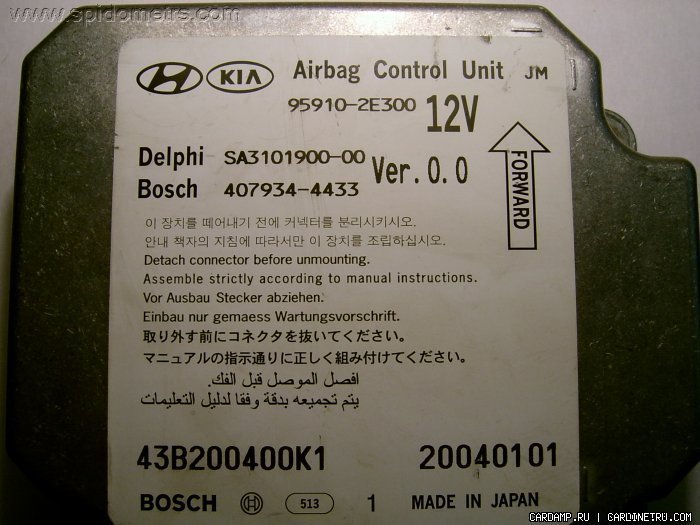 www.spidometrs.com
KIA Airbag Control Unit JM
95910-2E300 12V
Delphi SA3101900-00 Ver.0.0
Bosch 407934-4433
FORWARD
이 장치를 떼어내기 전에 커넥터를 분리시키시오.
안내 책자의 지침에 따라서만 이 장치를 조립하십시오.
Detach connector before unmounting.
Assemble strictly according to manual instructions.
Vor Ausbau Stecker abziehen.
Einbau nur gemaess Wartungsvorschrift.
取り外す前にコネクタを抜いてください。
マニュアルの指示通りに正しく組み付けてください。
افصل الموصل قبل الفك.
يتم تجميعه بدقة وفقا لدليل التعليمات
43B200400K1 20040101
BOSCH 513 1 MADE IN JAPAN
CARDAMP.RU | CARDINETRU.COM